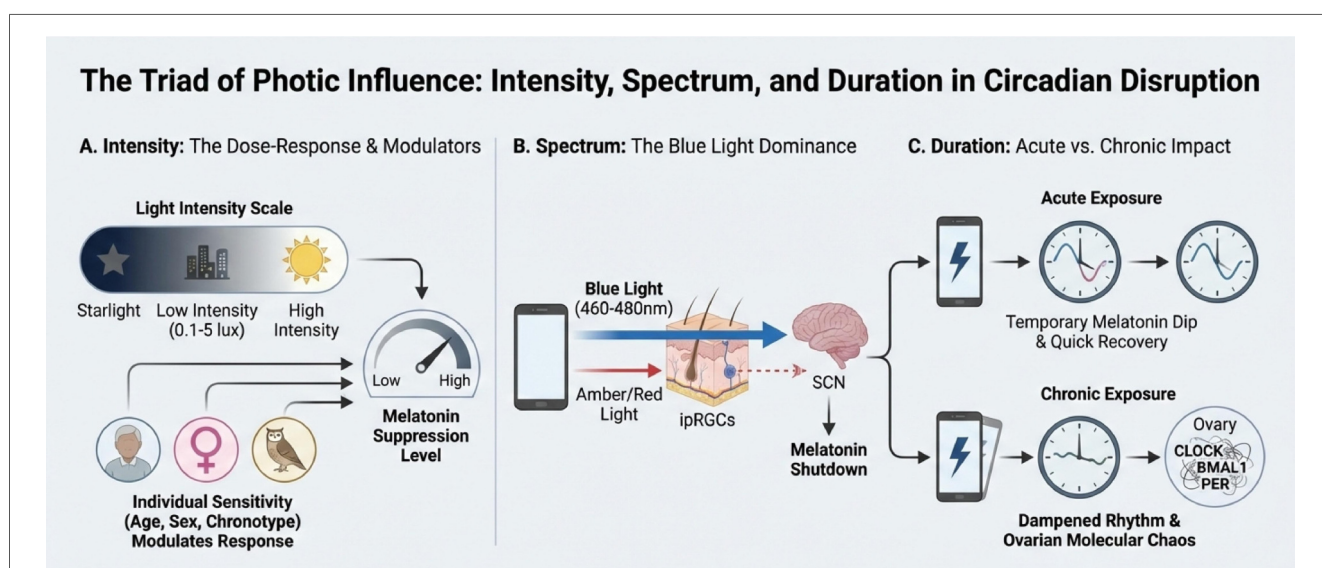 The Triad of Photic Influence: Intensity, Spectrum, and Duration in Circadian Disruption
A. Intensity: The Dose-Response & Modulators
Light Intensity Scale
Starlight
Low Intensity
(0.1-5 lux)
High
Intensity
Low
High
Melatonin
Suppression
Level
Individual Sensitivity
(Age, Sex, Chronotype)
Modulates Response
B. Spectrum: The Blue Light Dominance
Blue Light
(460-480nm)
Amber/Red
Light
ipRGCs
SCN
Melatonin
Shutdown
C. Duration: Acute vs. Chronic Impact
Acute Exposure
Temporary Melatonin Dip
& Quick Recovery
Chronic Exposure
Ovary
CLOCK
BMAL1
PER
Dampened Rhythm &
Ovarian Molecular Chaos